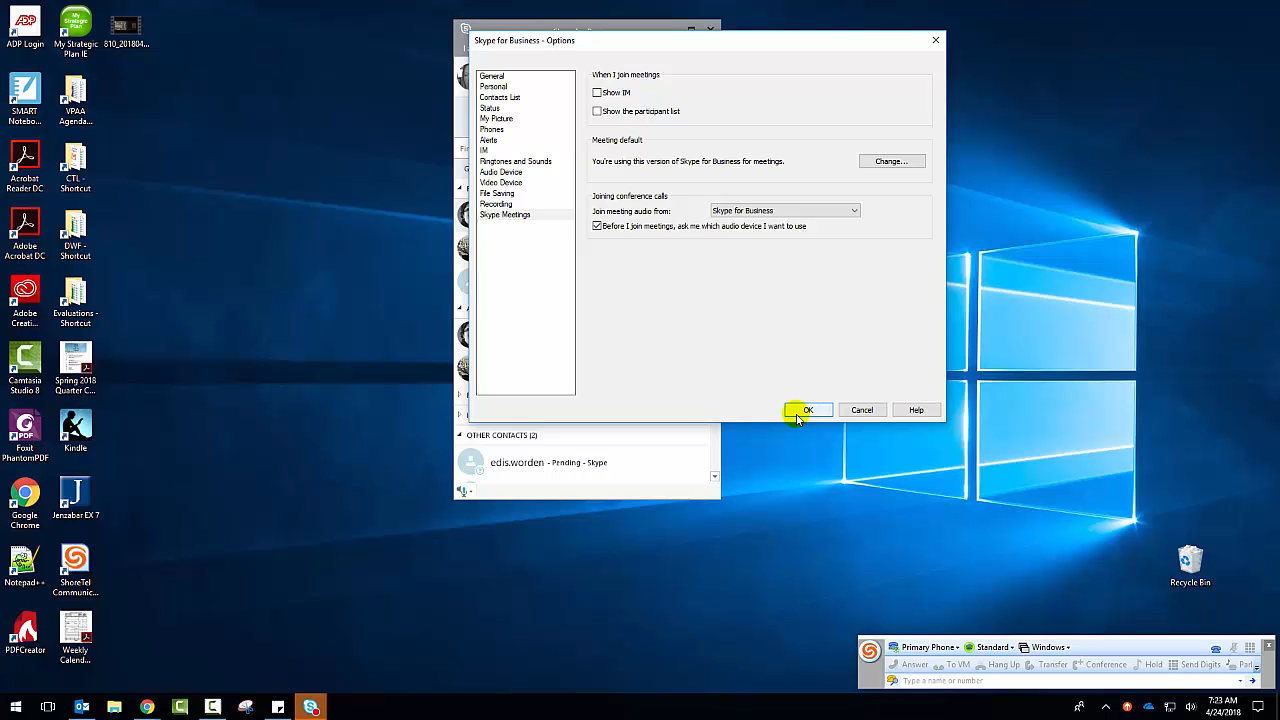 ADP Login
My Strategic Plan IE
810_201804...
SMART Notebo...
VPAA Agendas...
Acrobat Reader DC
CTL - Shortcut
Adobe Acrobat DC
DWF - Shortcut
Adobe Creati...
Evaluations - Shortcut
Camtasia Studio 8
Spring 2018 Quarter C...
Foxit PhantomPDF
Kindle
Google Chrome
Jenzabar EX 7
Notepad++
ShoreTel Communic...
PDFCreator
Weekly Calend...
Skype for Business - Options
General
Personal
Contacts List
Status
My Picture
Phones
Alerts
IM
Ringtones and Sounds
Audio Device
Video Device
File Saving
Recording
Skype Meetings
When I join meetings
Show IM
Show the participant list
Meeting default
You're using this version of Skype for Business for meetings.
Change...
Joining conference calls
Join meeting audio from:
Skype for Business
Before I join meetings, ask me which audio device I want to use
OK
Cancel
Help
OTHER CONTACTS (2)
edis.worden - Pending - Skype
Recycle Bin
Primary Phone
Standard
Windows
Answer
To VM
Hang Up
Transfer
Conference
Hold
Send Digits
Type a name or number
7:23 AM
4/24/2018